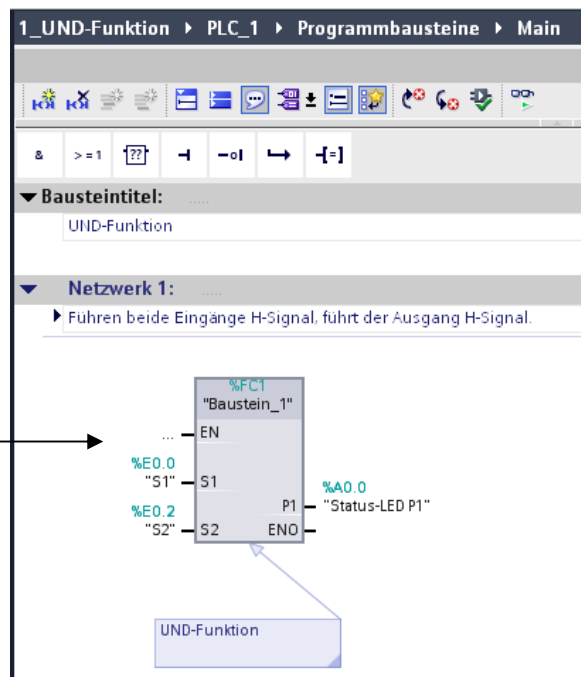 1_UND-Funktion ▸ PLC_1 ▸ Programmbausteine ▸ Main
& >=1 ?? -o| -[=]
Bausteintitel: .....
UND-Funktion
Netzwerk 1: .....
Führen beide Eingänge H-Signal, führt der Ausgang H-Signal.
%FC1
"Baustein_1"
... EN
%E0.0
"S1" S1
%A0.0
P1 "Status-LED P1"
%E0.2
"S2" S2 ENO
UND-Funktion